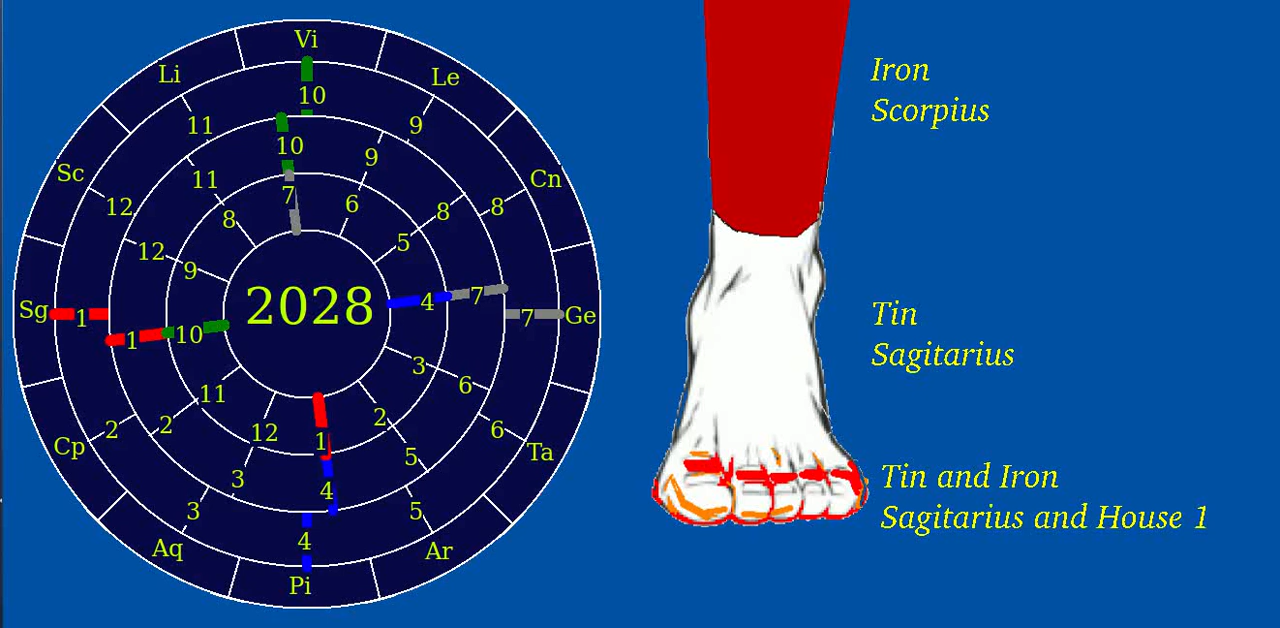 Vi
Li
Le
10
11
9
Sc
10
Cn
11
9
12
7
8
8
6
8
12
5
9
Sg
1
2028
4
7
7
Ge
1
10
3
6
2
11
2
6
Cp
12
1
2
5
Ta
3
4
3
5
4
Aq
Ar
Pi
Iron
Scorpius
Tin
Sagitarius
Tin and Iron
Sagitarius and House 1